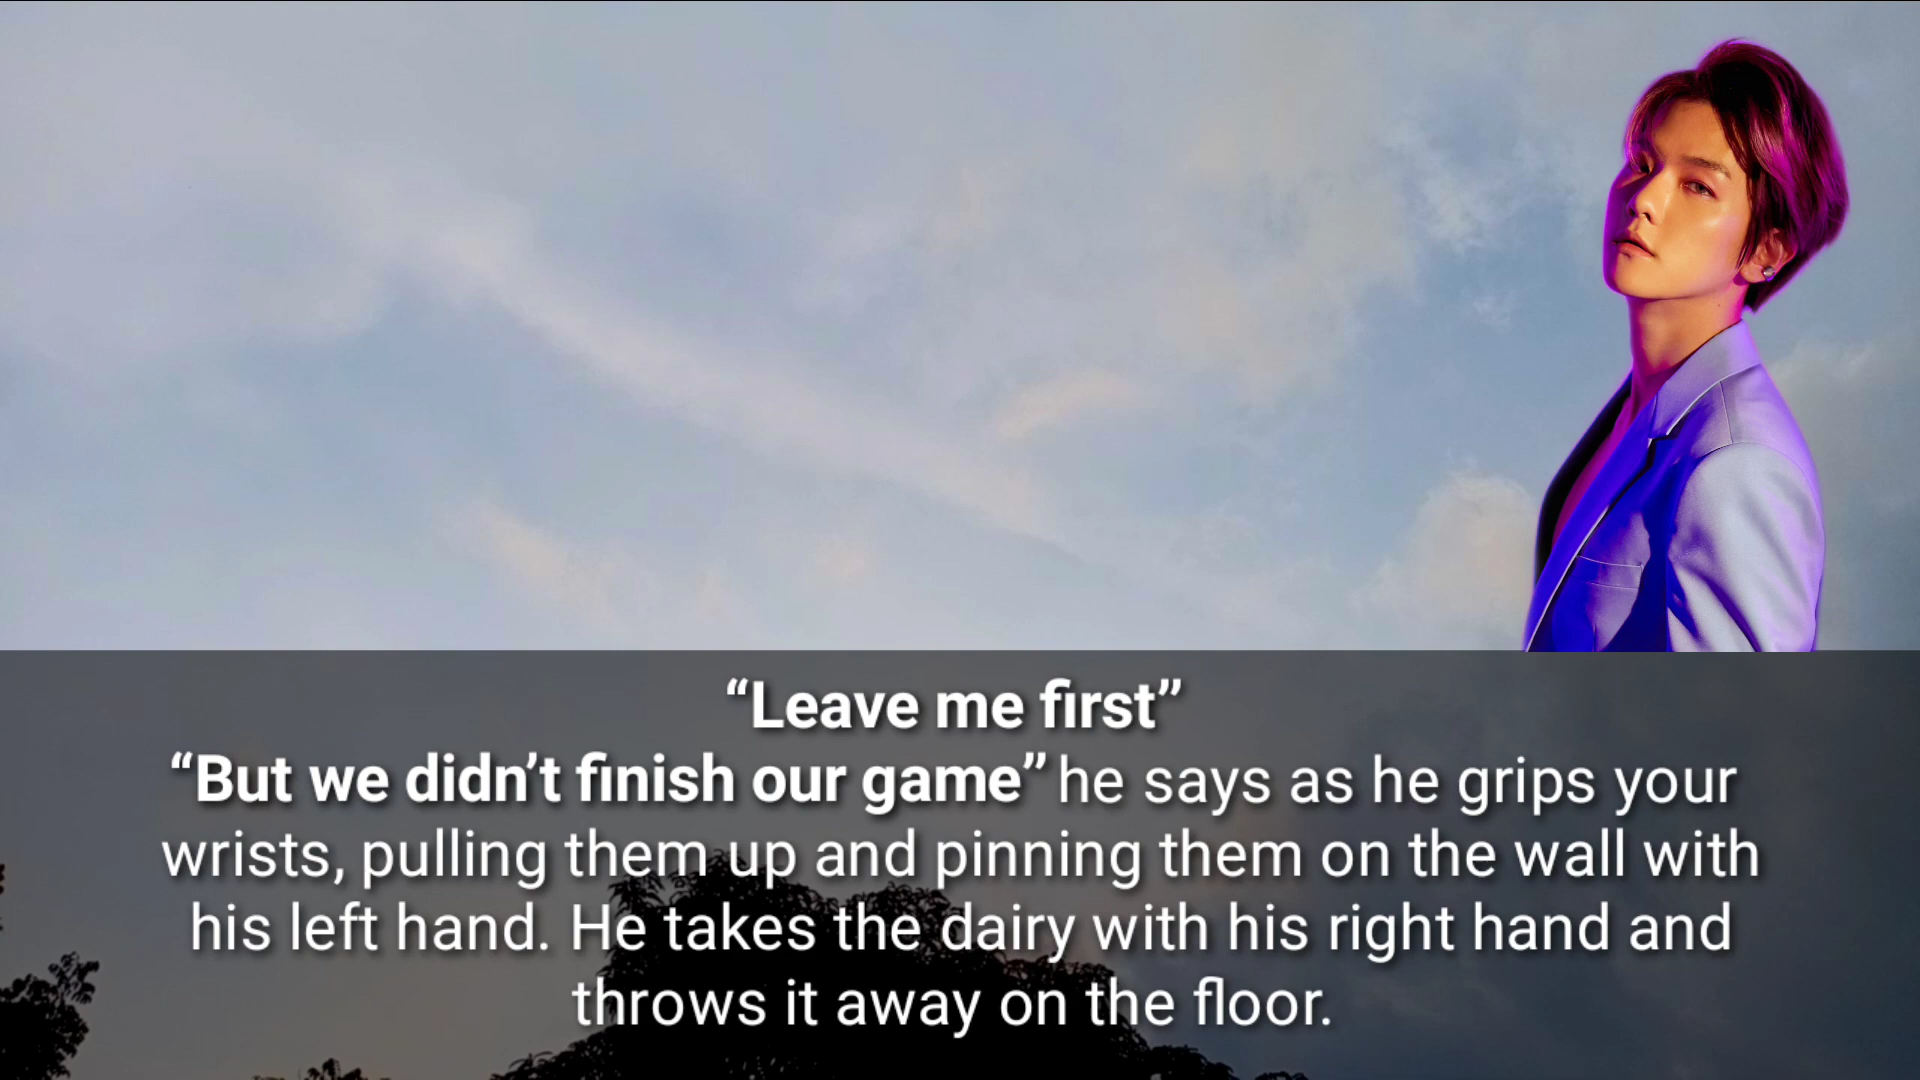 “Leave me first”
“But we didn’t finish our game” he says as he grips your
wrists, pulling them up and pinning them on the wall with
his left hand. He takes the dairy with his right hand and
throws it away on the floor.